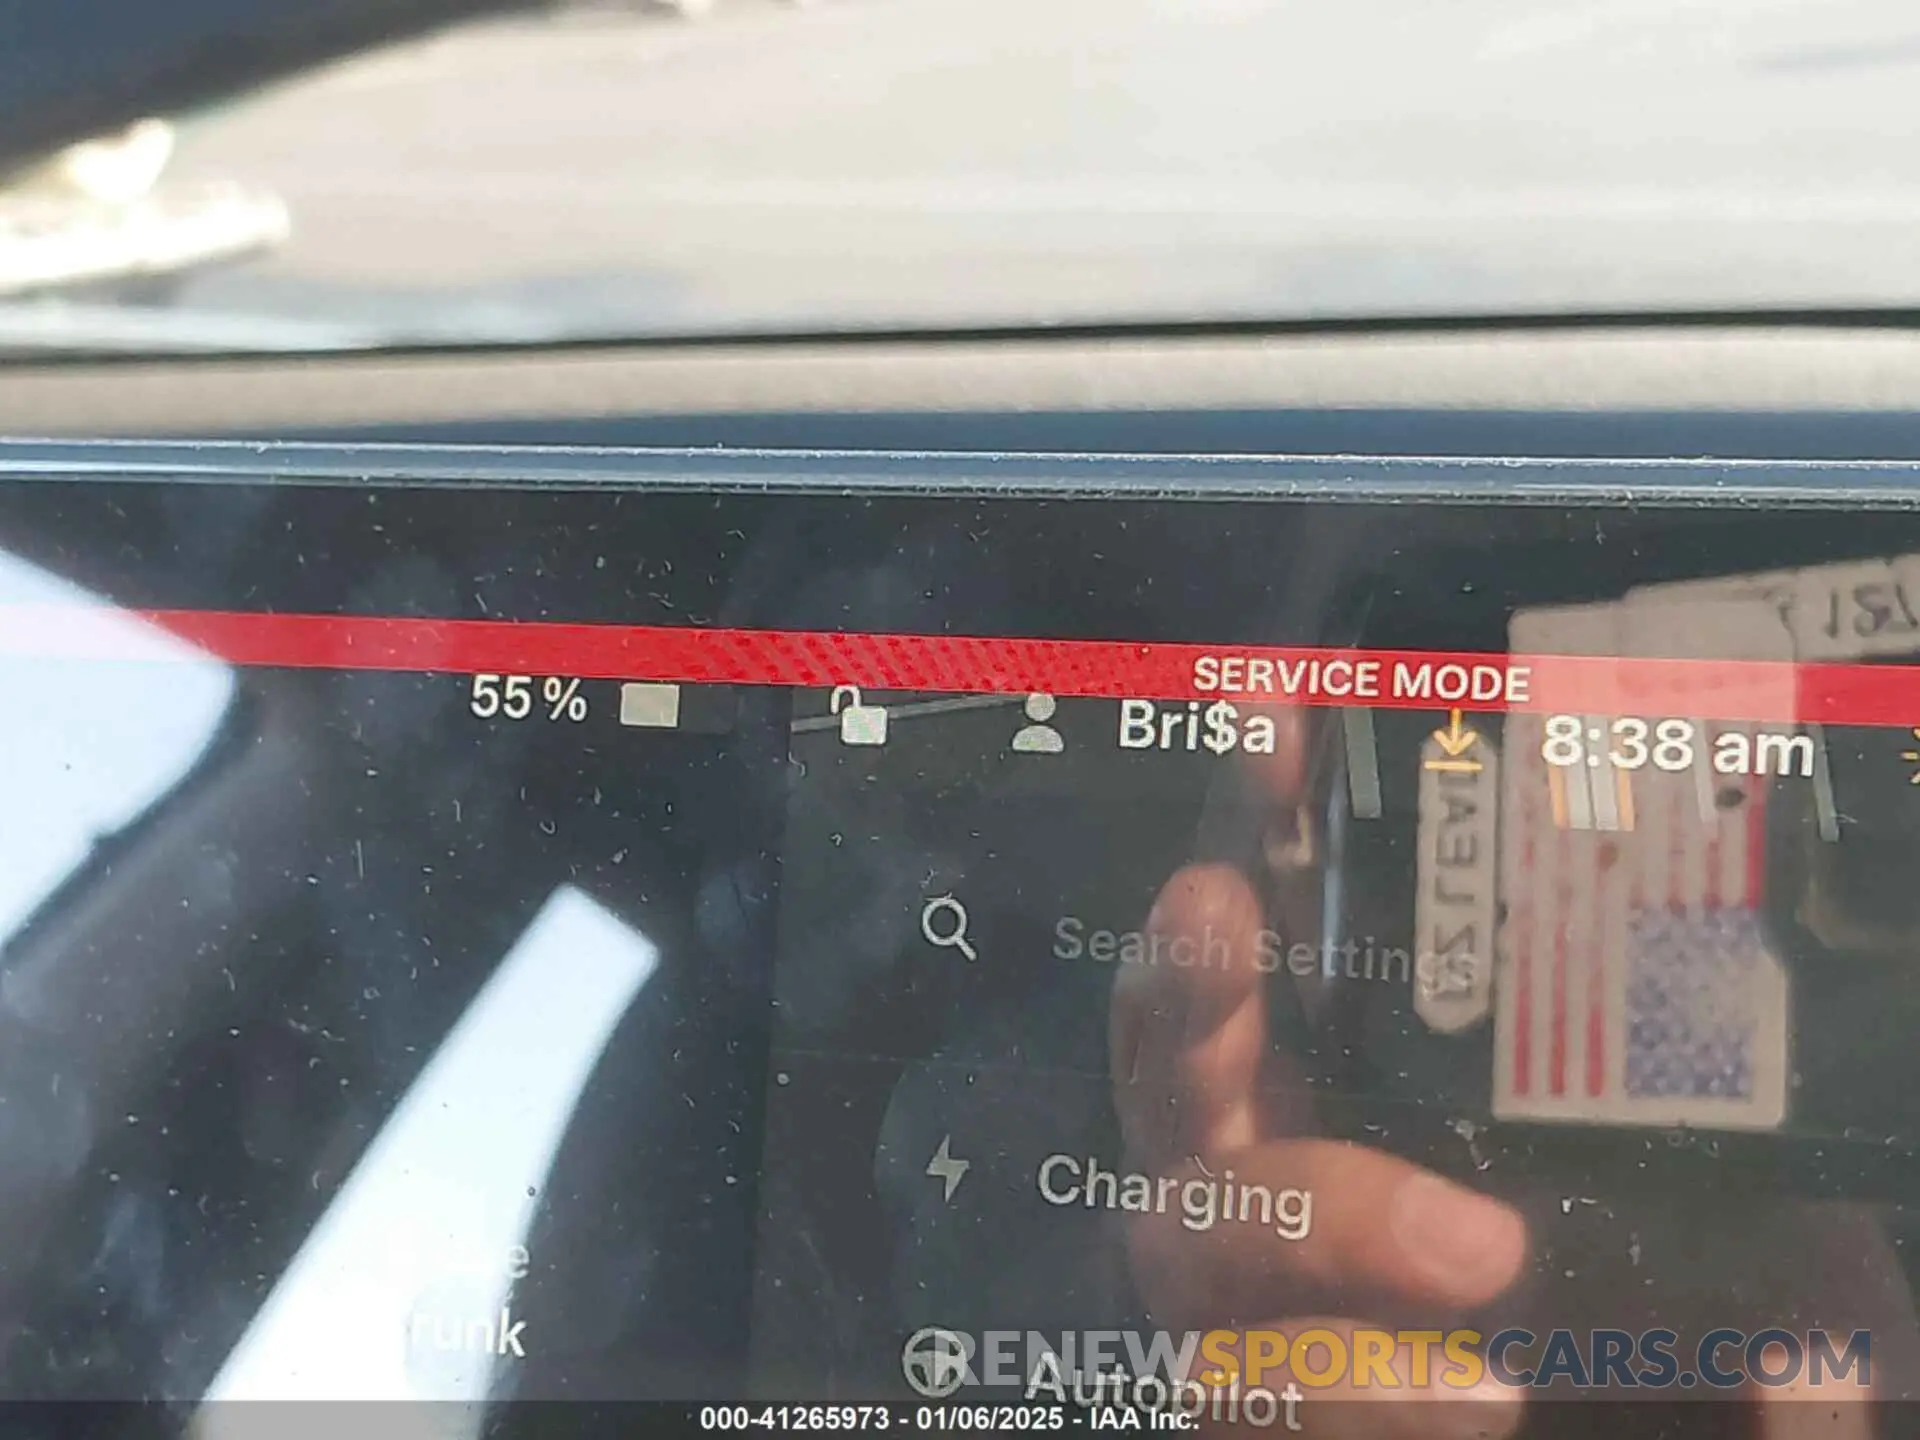 SERVICE MODE
55% Bri$a 8:38 am
Search Settings
Charging
Autopilot
RENEWSPORTSCARS.COM
000-41265973 - 01/06/2025 - IAA Inc.